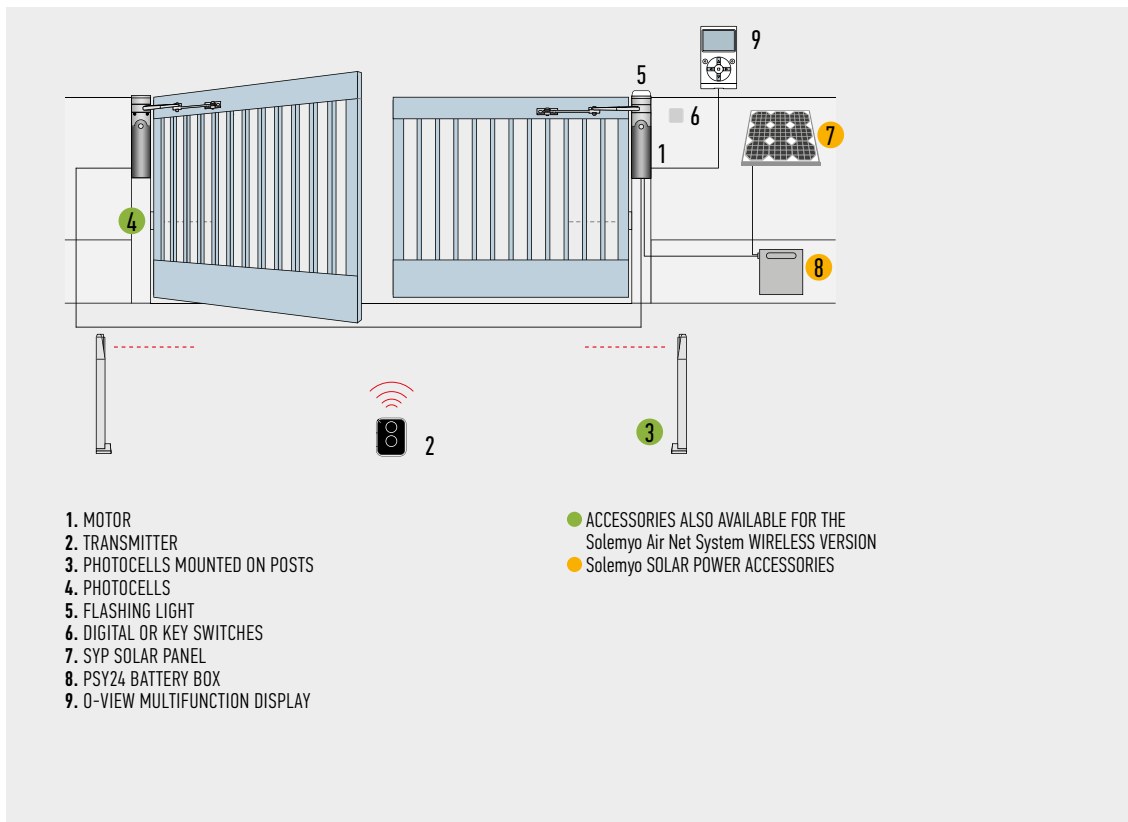 9
5
6
7
1
4
8
3
2
1. MOTOR
2. TRANSMITTER
3. PHOTOCELLS MOUNTED ON POSTS
4. PHOTOCELLS
5. FLASHING LIGHT
6. DIGITAL OR KEY SWITCHES
7. SYP SOLAR PANEL
8. PSY24 BATTERY BOX
9. O-VIEW MULTIFUNCTION DISPLAY
ACCESSORIES ALSO AVAILABLE FOR THE
Solemyo Air Net System WIRELESS VERSION
Solemyo SOLAR POWER ACCESSORIES